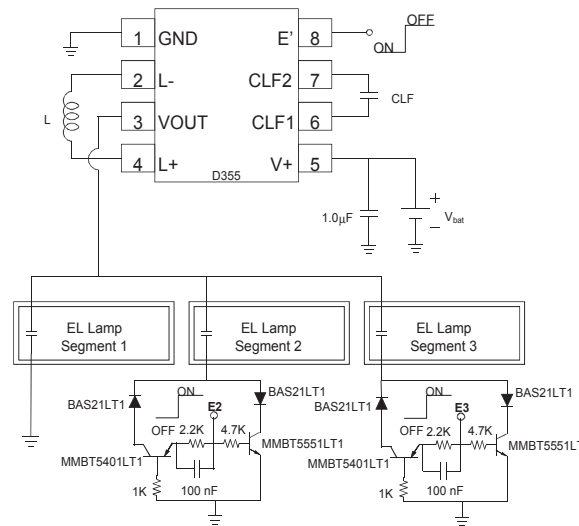 1 GND
E' 8
OFF
ON
2 L-
CLF2 7
CLF
L
3 VOUT
CLF1 6
4 L+
V+ 5
D355
1.0µF
+
Vbat
–
EL Lamp
Segment 1
EL Lamp
Segment 2
EL Lamp
Segment 3
BAS21LT1
ON
E2
BAS21LT1
OFF
2.2K
4.7K
MMBT5551LT1
MMBT5401LT1
1K
100 nF
BAS21LT1
ON
E3
BAS21LT1
OFF
2.2K
4.7K
MMBT5551LT
MMBT5401LT1
1K
100 nF